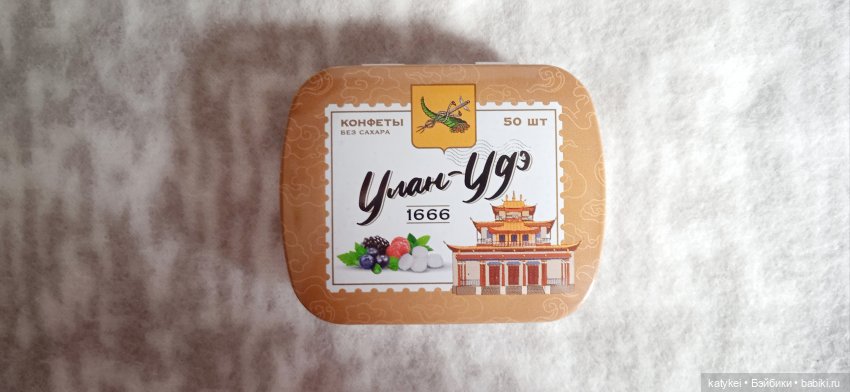 КОНФЕТЫ
БЕЗ САХАРА
50 ШТ
Улан-Удэ
1666
katykei • Бэйбики • babiki.ru